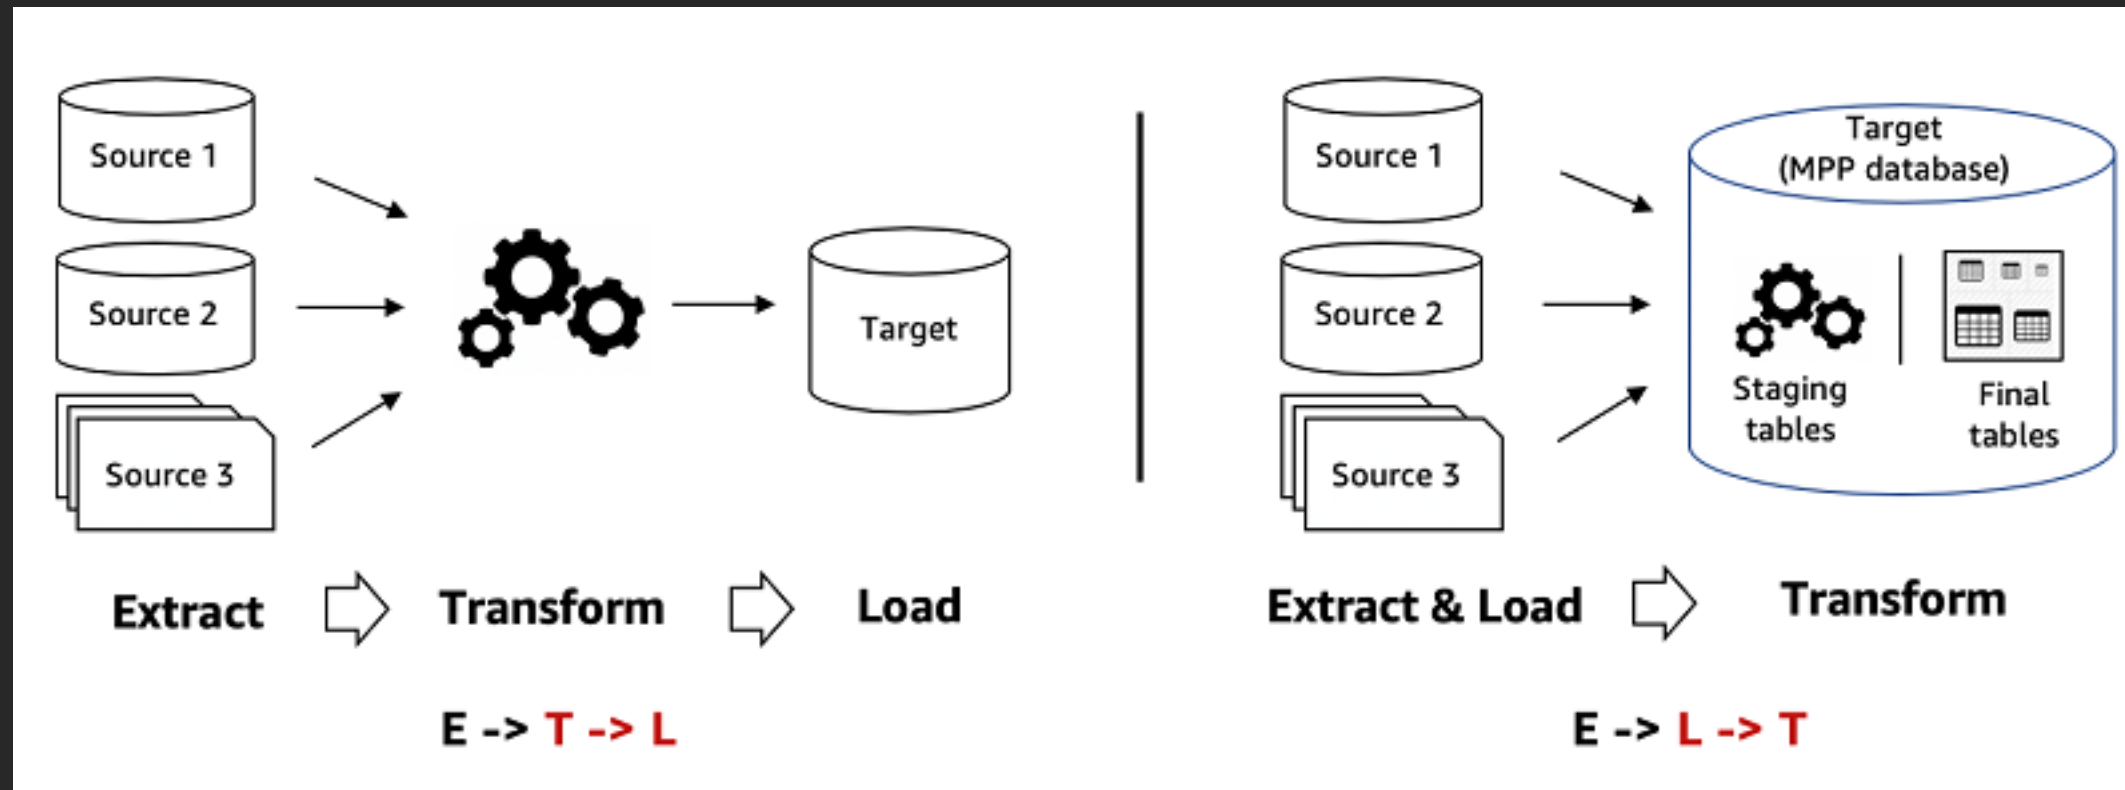 Source 1
Source 2
Source 3
Target
Extract
Transform
Load
E -> T -> L
Source 1
Source 2
Source 3
Target
(MPP database)
Staging
tables
Final
tables
Extract & Load
Transform
E -> L -> T